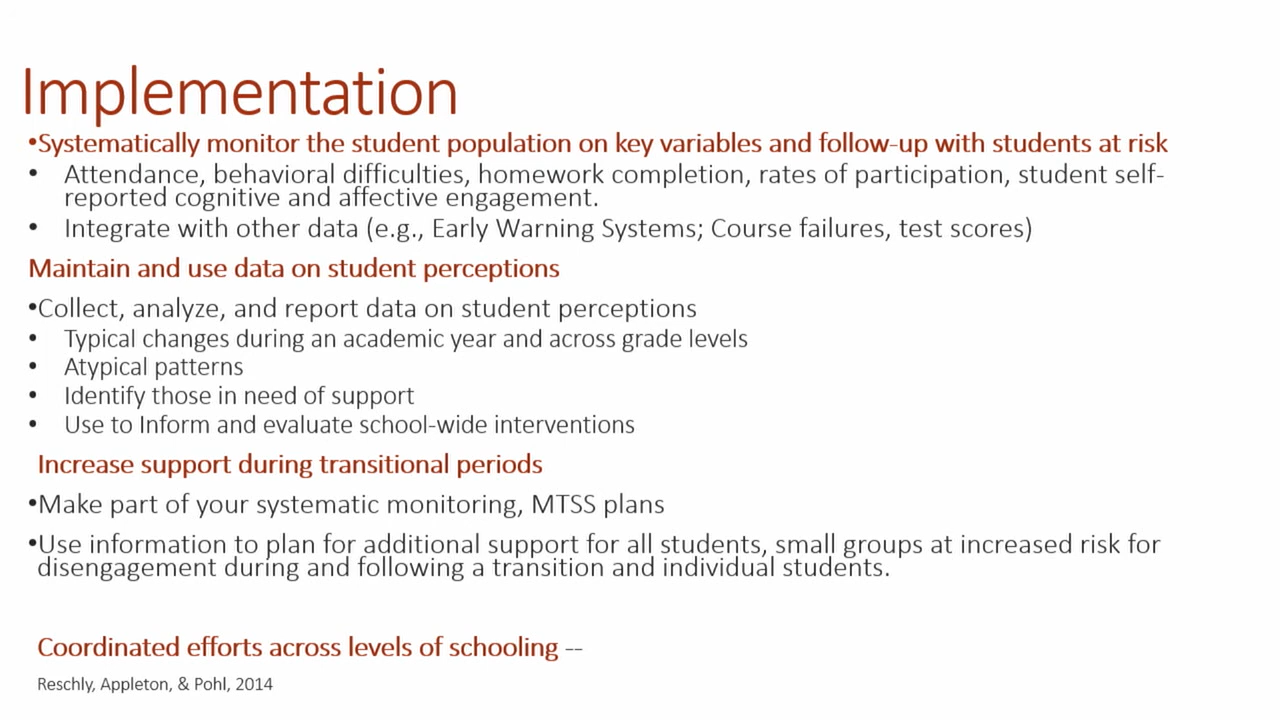 Implementation
•Systematically monitor the student population on key variables and follow-up with students at risk
• Attendance, behavioral difficulties, homework completion, rates of participation, student self-
reported cognitive and affective engagement.
• Integrate with other data (e.g., Early Warning Systems; Course failures, test scores)
Maintain and use data on student perceptions
•Collect, analyze, and report data on student perceptions
• Typical changes during an academic year and across grade levels
• Atypical patterns
• Identify those in need of support
• Use to Inform and evaluate school-wide interventions
Increase support during transitional periods
•Make part of your systematic monitoring, MTSS plans
•Use information to plan for additional support for all students, small groups at increased risk for
disengagement during and following a transition and individual students.
Coordinated efforts across levels of schooling --
Reschly, Appleton, & Pohl, 2014